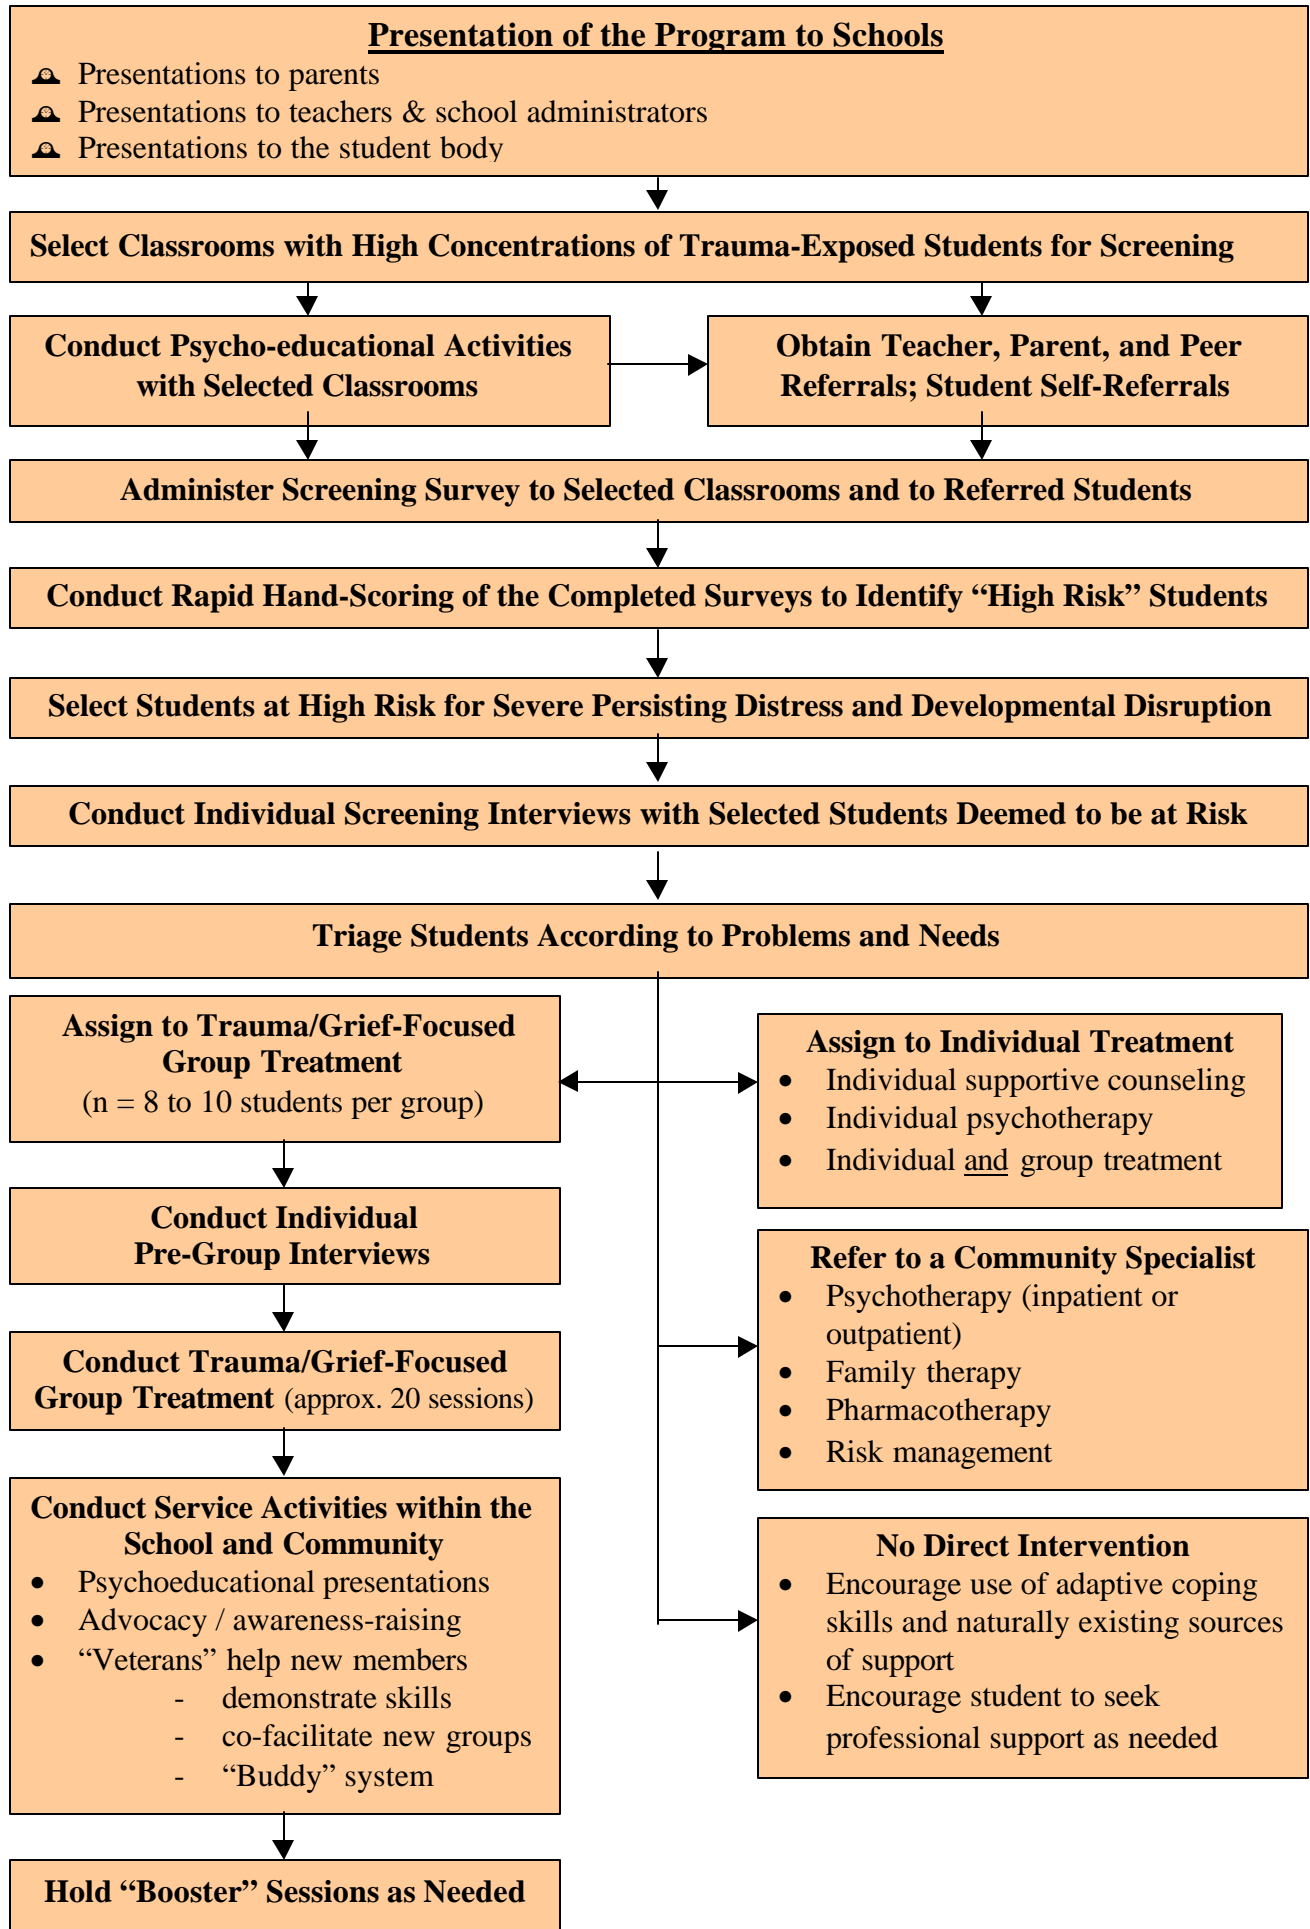 Presentation of the Program to Schools
Presentations to parents
Presentations to teachers & school administrators
Presentations to the student body
Select Classrooms with High Concentrations of Trauma-Exposed Students for Screening
Conduct Psycho-educational Activities
with Selected Classrooms
Obtain Teacher, Parent, and Peer
Referrals; Student Self-Referrals
Administer Screening Survey to Selected Classrooms and to Referred Students
Conduct Rapid Hand-Scoring of the Completed Surveys to Identify “High Risk” Students
Select Students at High Risk for Severe Persisting Distress and Developmental Disruption
Conduct Individual Screening Interviews with Selected Students Deemed to be at Risk
Triage Students According to Problems and Needs
Assign to Trauma/Grief-Focused
Group Treatment
(n = 8 to 10 students per group)
Conduct Individual
Pre-Group Interviews
Conduct Trauma/Grief-Focused
Group Treatment (approx. 20 sessions)
Conduct Service Activities within the
School and Community
• Psychoeducational presentations
• Advocacy / awareness-raising
• “Veterans” help new members
- demonstrate skills
- co-facilitate new groups
- “Buddy” system
Hold “Booster” Sessions as Needed
Assign to Individual Treatment
• Individual supportive counseling
• Individual psychotherapy
• Individual and group treatment
Refer to a Community Specialist
• Psychotherapy (inpatient or
outpatient)
• Family therapy
• Pharmacotherapy
• Risk management
No Direct Intervention
• Encourage use of adaptive coping
skills and naturally existing sources
of support
• Encourage student to seek
professional support as needed